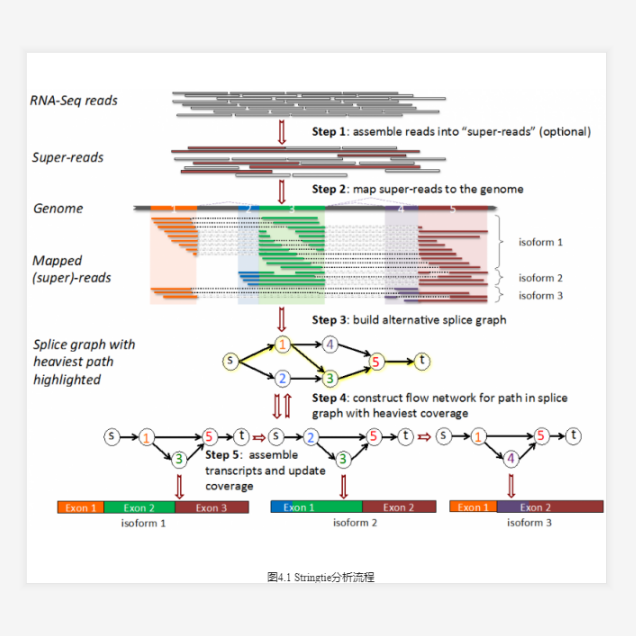 RNA-Seq reads
Step 1: assemble reads into "super-reads" (optional)
Super-reads
Step 2: map super-reads to the genome
Genome
1 2 3 4 5
isoform 1
Mapped
(super)-reads
isoform 2
isoform 3
Step 3: build alternative splice graph
Splice graph with
heaviest path
highlighted
s 1 4 5 t
2 3
Step 4: construct flow network for path in splice
graph with heaviest coverage
s 1 5 t s 2 5 t s 1 5 t
3 3 4
Step 5: assemble
transcripts and update
coverage
Exon 1 Exon 2 Exon 3 Exon 1 Exon 2 Exon 1 Exon 2
isoform 1 isoform 2 isoform 3
图4.1 Stringtie分析流程